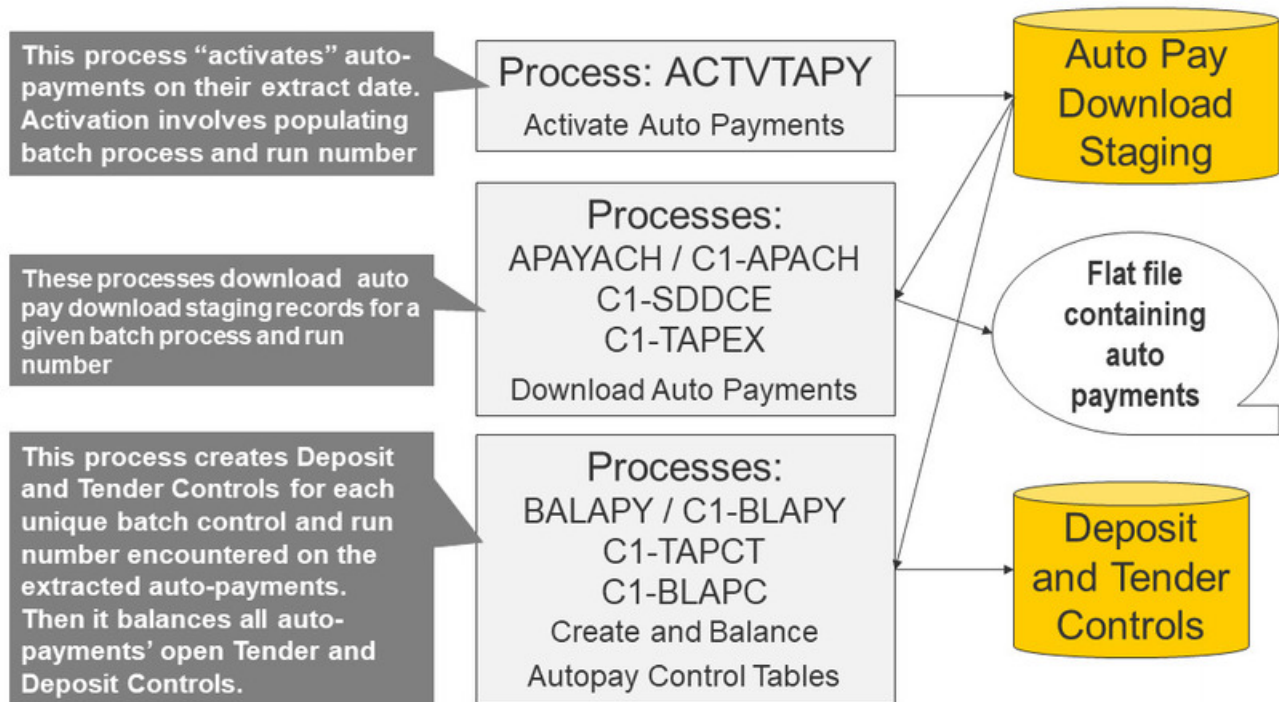 This process “activates” auto-
payments on their extract date.
Activation involves populating
batch process and run number
Process: ACTVTAPY
Activate Auto Payments
Auto Pay
Download
Staging
These processes download auto
pay download staging records for a
given batch process and run
number
Processes:
APAYACH / C1-APACH
C1-SDDCE
C1-TAPEX
Download Auto Payments
Flat file
containing
auto
payments
This process creates Deposit
and Tender Controls for each
unique batch control and run
number encountered on the
extracted auto-payments.
Then it balances all auto-
payments’ open Tender and
Deposit Controls.
Processes:
BALAPY / C1-BLAPY
C1-TAPCT
C1-BLAPC
Create and Balance
Autopay Control Tables
Deposit
and Tender
Controls